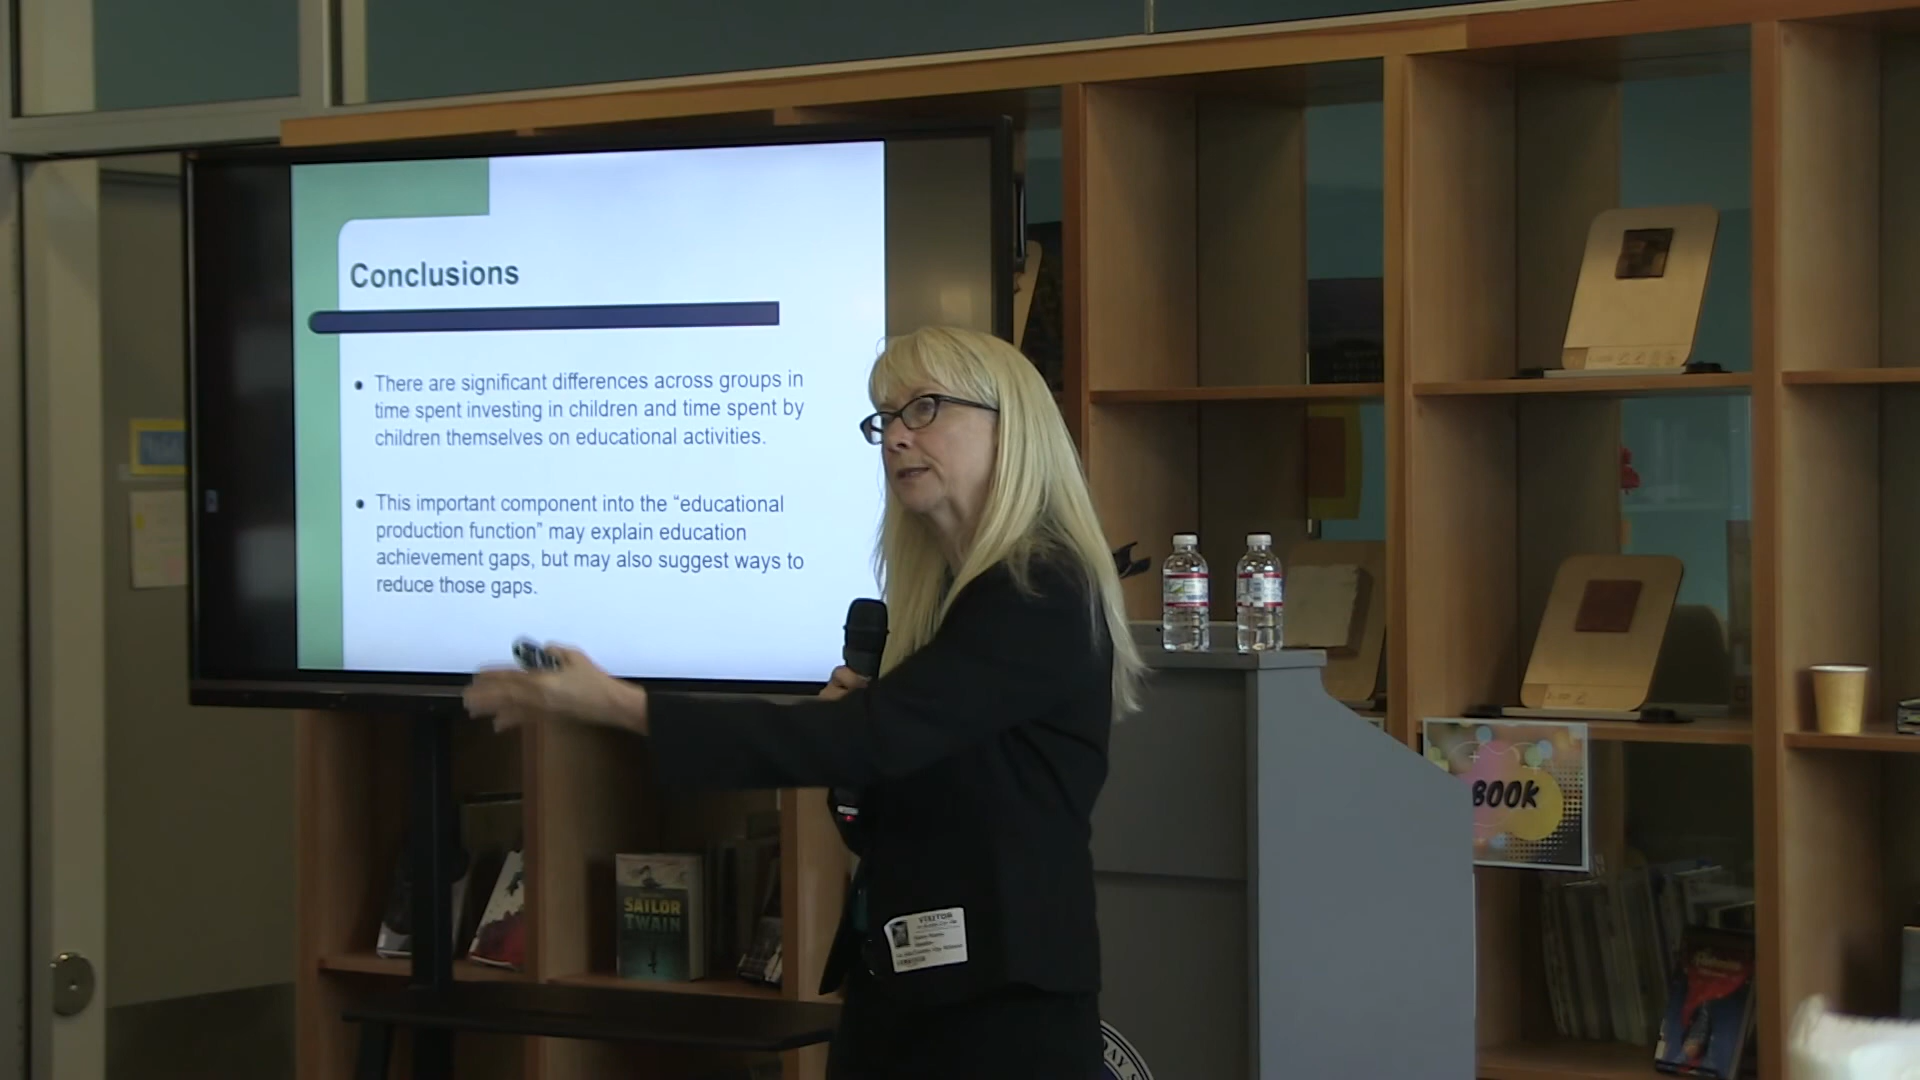 Conclusions
• There are significant differences across groups in
time spent investing in children and time spent by
children themselves on educational activities.
• This important component into the “educational
production function” may explain education
achievement gaps, but may also suggest ways to
reduce those gaps.
BOOK
SAILOR
TWAIN
VISITOR